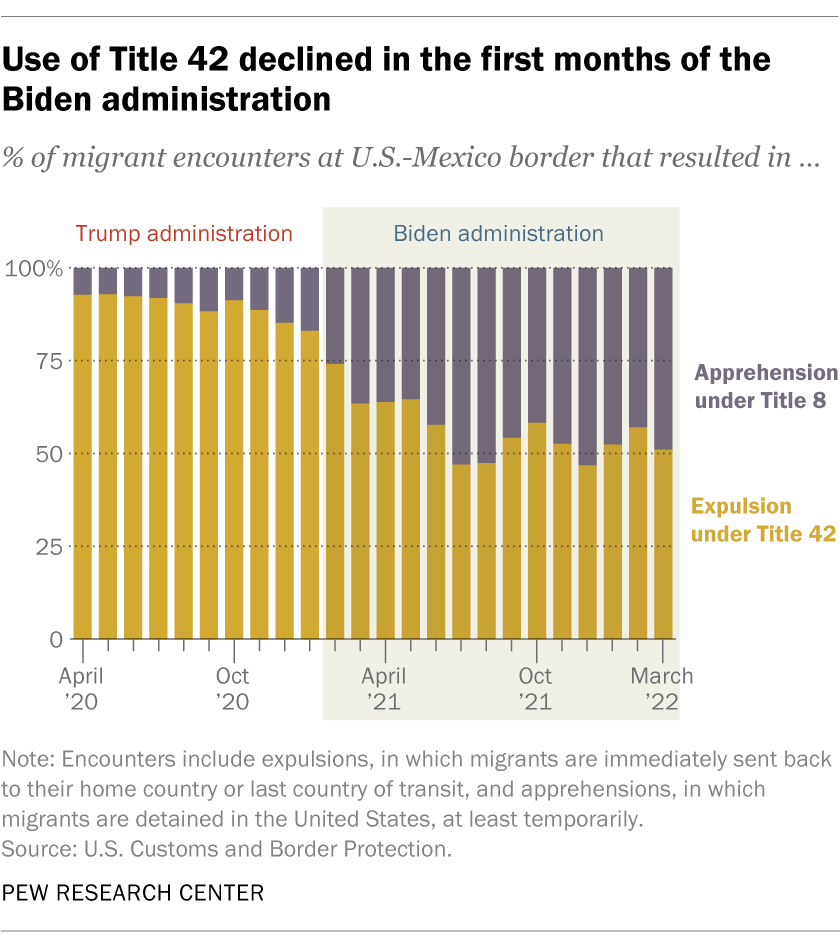 Use of Title 42 declined in the first months of the
Biden administration
% of migrant encounters at U.S.-Mexico border that resulted in ...
Trump administration
Biden administration
100%
75
50
25
0
Apprehension
under Title 8
Expulsion
under Title 42
April
’20
Oct
’20
April
’21
Oct
’21
March
’22
Note: Encounters include expulsions, in which migrants are immediately sent back
to their home country or last country of transit, and apprehensions, in which
migrants are detained in the United States, at least temporarily.
Source: U.S. Customs and Border Protection.
PEW RESEARCH CENTER